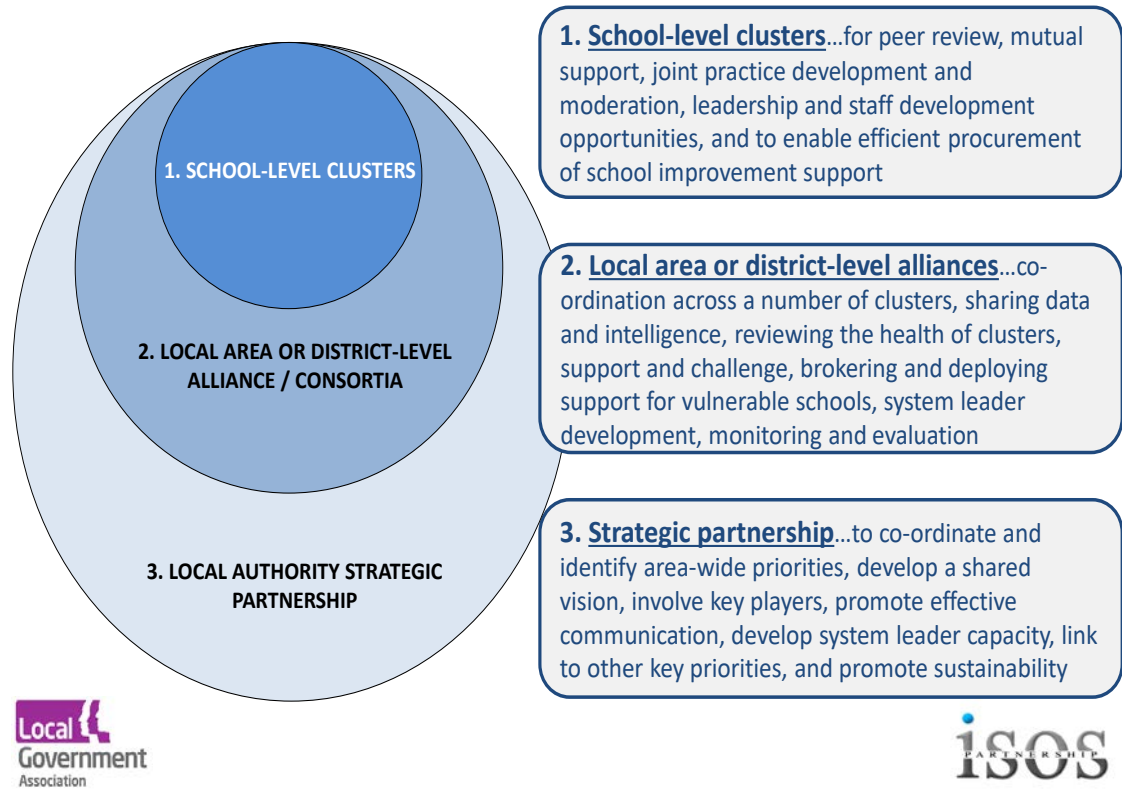 1. SCHOOL-LEVEL CLUSTERS
2. LOCAL AREA OR DISTRICT-LEVEL
ALLIANCE / CONSORTIA
3. LOCAL AUTHORITY STRATEGIC
PARTNERSHIP
1. School-level clusters...for peer review, mutual
support, joint practice development and
moderation, leadership and staff development
opportunities, and to enable efficient procurement
of school improvement support
2. Local area or district-level alliances...co-
ordination across a number of clusters, sharing data
and intelligence, reviewing the health of clusters,
support and challenge, brokering and deploying
support for vulnerable schools, system leader
development, monitoring and evaluation
3. Strategic partnership...to co-ordinate and
identify area-wide priorities, develop a shared
vision, involve key players, promote effective
communication, develop system leader capacity, link
to other key priorities, and promote sustainability
Local
Government
Association
isos
PARTNERSHIP